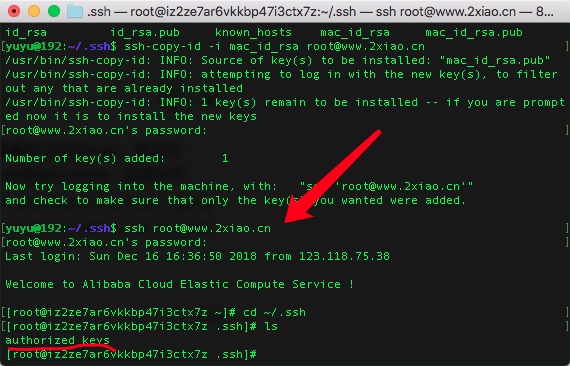 .ssh — root@iz2ze7ar6vkkbp47i3ctx7z:~/.ssh — ssh root@www.2xiao.cn — 8...
id_rsa id_rsa.pub known_hosts mac_id_rsa mac_id_rsa.pub
[yuyu@192:~/.ssh$ ssh-copy-id -i mac_id_rsa root@www.2xiao.cn ]
/usr/bin/ssh-copy-id: INFO: Source of key(s) to be installed: "mac_id_rsa.pub"
/usr/bin/ssh-copy-id: INFO: attempting to log in with the new key(s), to filter
out any that are already installed
/usr/bin/ssh-copy-id: INFO: 1 key(s) remain to be installed -- if you are prompt
ed now it is to install the new keys
[root@www.2xiao.cn's password: ]
Number of key(s) added: 1
Now try logging into the machine, with: "ssh 'root@www.2xiao.cn'"
and check to make sure that only the key(s) you wanted were added.
[yuyu@192:~/.ssh$ ssh root@www.2xiao.cn ]
[root@www.2xiao.cn's password: ]
Last login: Sun Dec 16 16:36:50 2018 from 123.118.75.38
Welcome to Alibaba Cloud Elastic Compute Service !
[[root@iz2ze7ar6vkkbp47i3ctx7z ~]# cd ~/.ssh ]
[[root@iz2ze7ar6vkkbp47i3ctx7z .ssh]# ls ]
authorized_keys
[root@iz2ze7ar6vkkbp47i3ctx7z .ssh]#